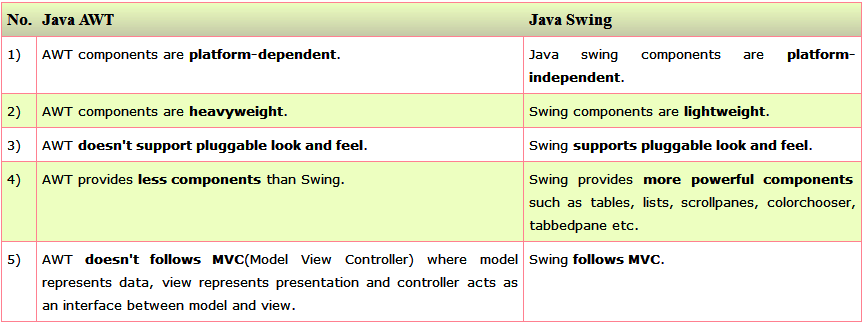 No. Java AWT Java Swing
1) AWT components are platform-dependent. Java swing components are platform-
independent.
2) AWT components are heavyweight. Swing components are lightweight.
3) AWT doesn't support pluggable look and feel. Swing supports pluggable look and feel.
4) AWT provides less components than Swing. Swing provides more powerful components
such as tables, lists, scrollpanes, colorchooser,
tabbedpane etc.
5) AWT doesn't follows MVC(Model View Controller) where model Swing follows MVC.
represents data, view represents presentation and controller acts as
an interface between model and view.